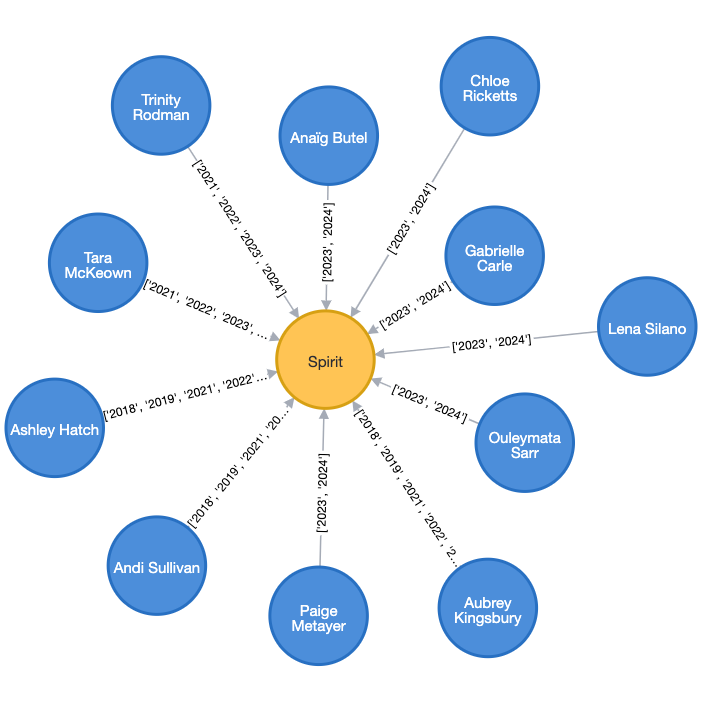 Chloe
Ricketts
Trinity
Rodman
Anaïg Butel
['2021', '2022', '2023', '2024']
['2023', '2024']
['2023', '2024']
Tara
McKeown
Gabrielle
Carle
['2021', '2022', '2023', ...
['2023', '2024']
Lena Silano
['2023', '2024']
Spirit
Ashley Hatch
['2018', '2019', '2021', '2022' ...
['2023', '2024']
Ouleymata
Sarr
['2018', '2019', '2021', '20...
['2023', '2024']
['2018', '2019', '2021', '2022', '2...
Andi Sullivan
Paige
Metayer
Aubrey
Kingsbury